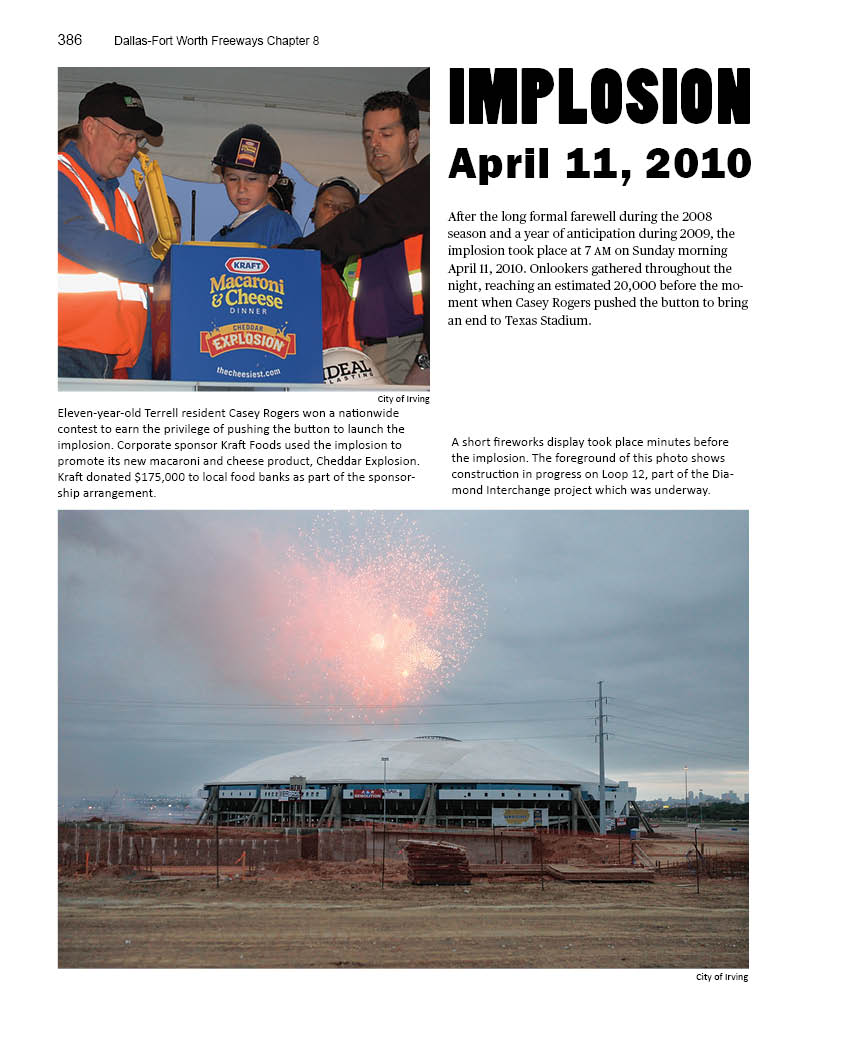 386 Dallas-Fort Worth Freeways Chapter 8
IMPLOSION
April 11, 2010
After the long formal farewell during the 2008
season and a year of anticipation during 2009, the
implosion took place at 7 AM on Sunday morning
April 11, 2010. Onlookers gathered throughout the
night, reaching an estimated 20,000 before the mo-
ment when Casey Rogers pushed the button to bring
an end to Texas Stadium.
KRAFT
Macaroni
& Cheese
DINNER
CHEDDAR
EXPLOSION
thecheesiest.com
IDEAL
BLASTING
City of Irving
Eleven-year-old Terrell resident Casey Rogers won a nationwide
contest to earn the privilege of pushing the button to launch the
implosion. Corporate sponsor Kraft Foods used the implosion to
promote its new macaroni and cheese product, Cheddar Explosion.
Kraft donated $175,000 to local food banks as part of the sponsor-
ship arrangement.
A short fireworks display took place minutes before
the implosion. The foreground of this photo shows
construction in progress on Loop 12, part of the Dia-
mond Interchange project which was underway.
A & R
DEMOLITION
City of Irving